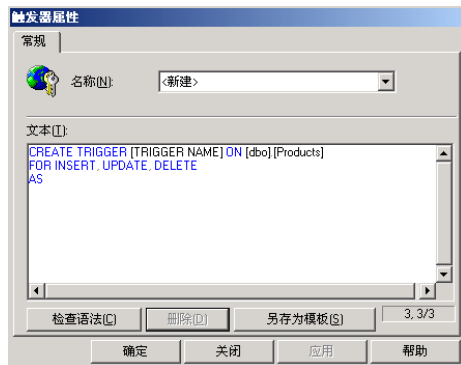 触发器属性
常规
名称(N):
<新建>
文本(T):
CREATE TRIGGER [TRIGGER NAME] ON [dbo].[Products]
FOR INSERT, UPDATE, DELETE
AS
检查语法(C)
删除(D)
另存为模板(S)
3, 3/3
确定
关闭
应用
帮助